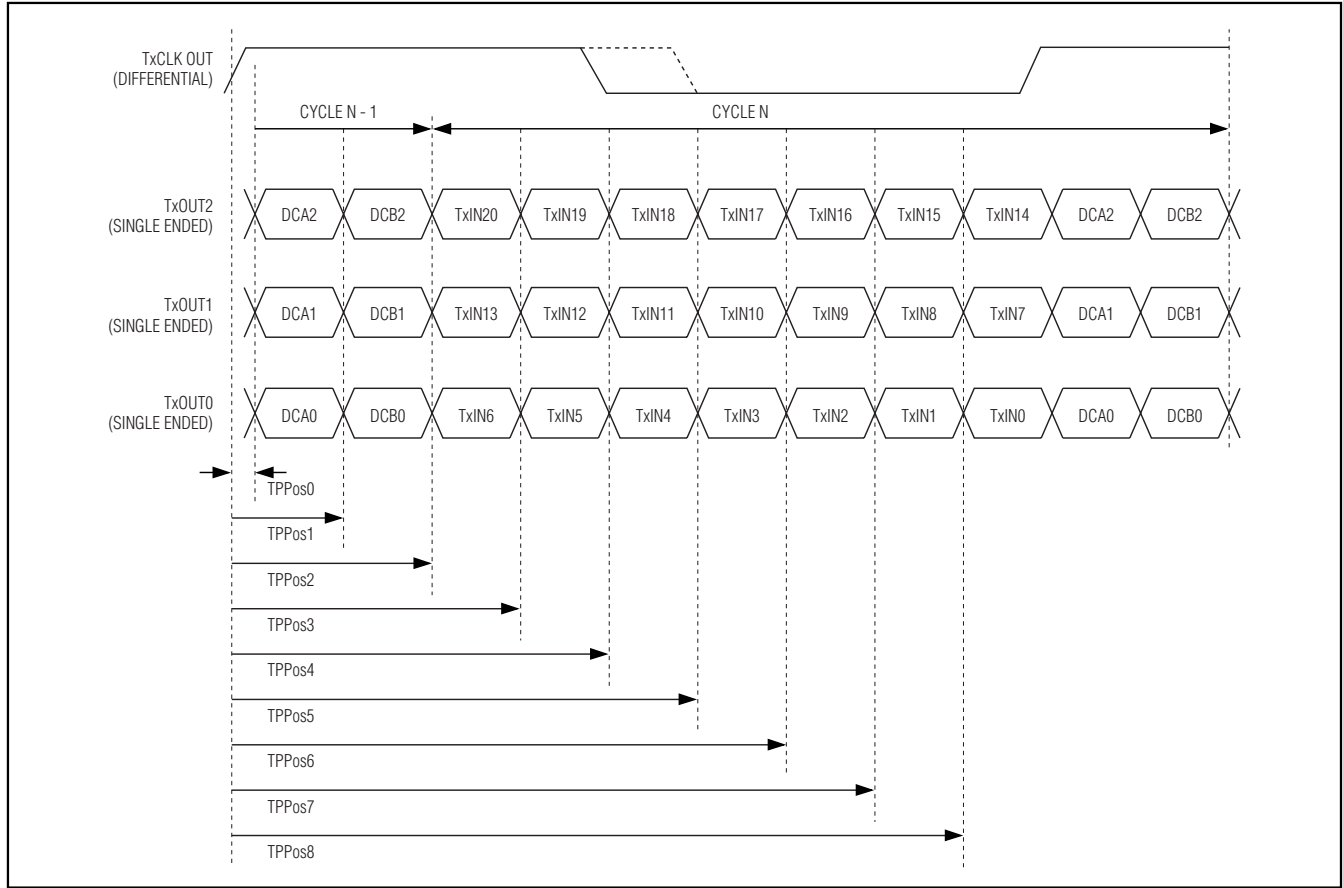 TxCLK OUT
(DIFFERENTIAL)
CYCLE N - 1
CYCLE N
TxOUT2
(SINGLE ENDED)
DCA2
DCB2
TxIN20
TxIN19
TxIN18
TxIN17
TxIN16
TxIN15
TxIN14
DCA2
DCB2
TxOUT1
(SINGLE ENDED)
DCA1
DCB1
TxIN13
TxIN12
TxIN11
TxIN10
TxIN9
TxIN8
TxIN7
DCA1
DCB1
TxOUT0
(SINGLE ENDED)
DCA0
DCB0
TxIN6
TxIN5
TxIN4
TxIN3
TxIN2
TxIN1
TxIN0
DCA0
DCB0
TPPos0
TPPos1
TPPos2
TPPos3
TPPos4
TPPos5
TPPos6
TPPos7
TPPos8